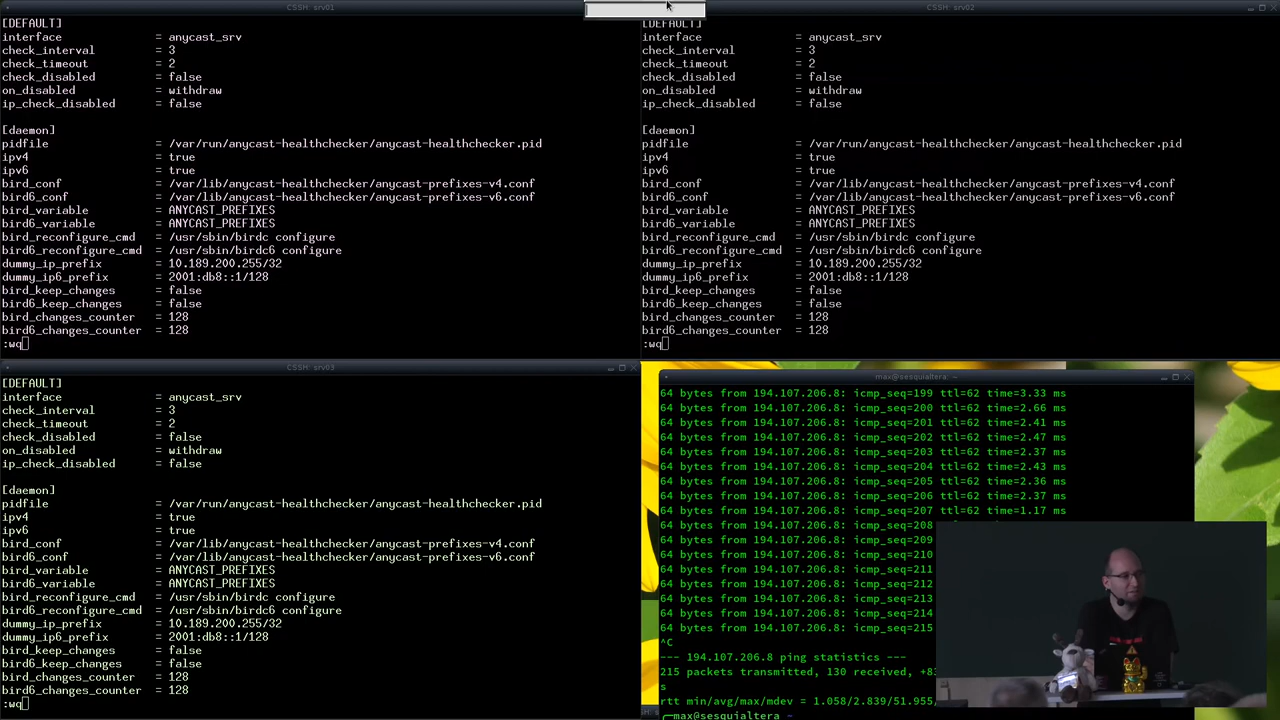 CSSH: srv01
[DEFAULT]
interface = anycast_srv
check_interval = 3
check_timeout = 2
check_disabled = false
on_disabled = withdraw
ip_check_disabled = false
[daemon]
pidfile = /var/run/anycast-healthchecker/anycast-healthchecker.pid
ipv4 = true
ipv6 = true
bird_conf = /var/lib/anycast-healthchecker/anycast-prefixes-v4.conf
bird6_conf = /var/lib/anycast-healthchecker/anycast-prefixes-v6.conf
bird_variable = ANYCAST_PREFIXES
bird6_variable = ANYCAST_PREFIXES
bird_reconfigure_cmd = /usr/sbin/birdc configure
bird6_reconfigure_cmd = /usr/sbin/birdc6 configure
dummy_ip_prefix = 10.189.200.255/32
dummy_ip6_prefix = 2001:db8::1/128
bird_keep_changes = false
bird6_keep_changes = false
bird_changes_counter = 128
bird6_changes_counter = 128
:wq
CSSH: srv02
[DEFAULT]
interface = anycast_srv
check_interval = 3
check_timeout = 2
check_disabled = false
on_disabled = withdraw
ip_check_disabled = false
[daemon]
pidfile = /var/run/anycast-healthchecker/anycast-healthchecker.pid
ipv4 = true
ipv6 = true
bird_conf = /var/lib/anycast-healthchecker/anycast-prefixes-v4.conf
bird6_conf = /var/lib/anycast-healthchecker/anycast-prefixes-v6.conf
bird_variable = ANYCAST_PREFIXES
bird6_variable = ANYCAST_PREFIXES
bird_reconfigure_cmd = /usr/sbin/birdc configure
bird6_reconfigure_cmd = /usr/sbin/birdc6 configure
dummy_ip_prefix = 10.189.200.255/32
dummy_ip6_prefix = 2001:db8::1/128
bird_keep_changes = false
bird6_keep_changes = false
bird_changes_counter = 128
bird6_changes_counter = 128
:wq
CSSH: srv03
[DEFAULT]
interface = anycast_srv
check_interval = 3
check_timeout = 2
check_disabled = false
on_disabled = withdraw
ip_check_disabled = false
[daemon]
pidfile = /var/run/anycast-healthchecker/anycast-healthchecker.pid
ipv4 = true
ipv6 = true
bird_conf = /var/lib/anycast-healthchecker/anycast-prefixes-v4.conf
bird6_conf = /var/lib/anycast-healthchecker/anycast-prefixes-v6.conf
bird_variable = ANYCAST_PREFIXES
bird6_variable = ANYCAST_PREFIXES
bird_reconfigure_cmd = /usr/sbin/birdc configure
bird6_reconfigure_cmd = /usr/sbin/birdc6 configure
dummy_ip_prefix = 10.189.200.255/32
dummy_ip6_prefix = 2001:db8::1/128
bird_keep_changes = false
bird6_keep_changes = false
bird_changes_counter = 128
bird6_changes_counter = 128
:wq
max@sesquialtera: ~
64 bytes from 194.107.206.8: icmp_seq=199 ttl=62 time=3.33 ms
64 bytes from 194.107.206.8: icmp_seq=200 ttl=62 time=2.66 ms
64 bytes from 194.107.206.8: icmp_seq=201 ttl=62 time=2.41 ms
64 bytes from 194.107.206.8: icmp_seq=202 ttl=62 time=2.47 ms
64 bytes from 194.107.206.8: icmp_seq=203 ttl=62 time=2.37 ms
64 bytes from 194.107.206.8: icmp_seq=204 ttl=62 time=2.43 ms
64 bytes from 194.107.206.8: icmp_seq=205 ttl=62 time=2.36 ms
64 bytes from 194.107.206.8: icmp_seq=206 ttl=62 time=2.37 ms
64 bytes from 194.107.206.8: icmp_seq=207 ttl=62 time=1.17 ms
64 bytes from 194.107.206.8: icmp_seq=208
64 bytes from 194.107.206.8: icmp_seq=209
64 bytes from 194.107.206.8: icmp_seq=210
64 bytes from 194.107.206.8: icmp_seq=211
64 bytes from 194.107.206.8: icmp_seq=212
64 bytes from 194.107.206.8: icmp_seq=213
64 bytes from 194.107.206.8: icmp_seq=214
64 bytes from 194.107.206.8: icmp_seq=215
^C
--- 194.107.206.8 ping statistics ---
215 packets transmitted, 130 received, +8
s
rtt min/avg/max/mdev = 1.058/2.839/51.955/
max@sesquialtera ~